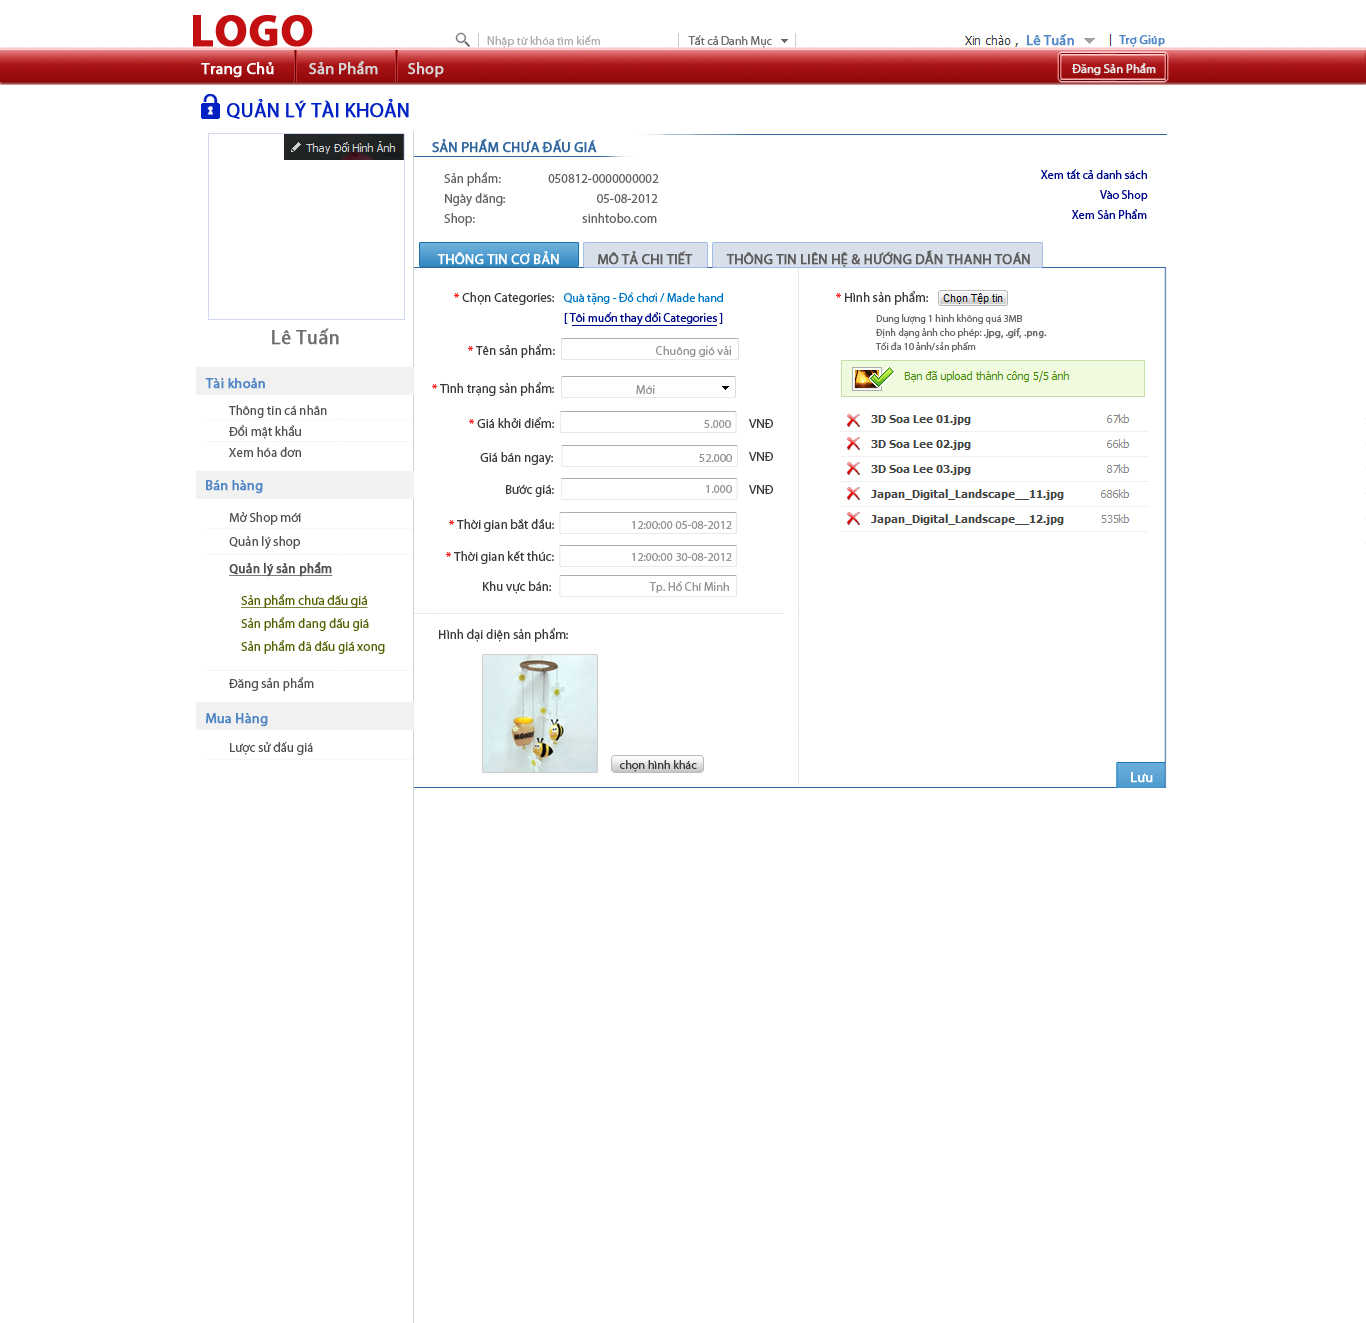 LOGO
Nhập từ khóa tìm kiếm
Tất cả Danh Mục
Xin chào , Lê Tuấn
Trợ Giúp
Trang Chủ
Sản Phẩm
Shop
Đăng Sản Phẩm
QUẢN LÝ TÀI KHOẢN
Thay Đổi Hình Ảnh
Lê Tuấn
Tài khoản
Thông tin cá nhân
Đổi mật khẩu
Xem hóa đơn
Bán hàng
Mở Shop mới
Quản lý shop
Quản lý sản phẩm
Sản phẩm chưa đấu giá
Sản phẩm đang đấu giá
Sản phẩm đã đấu giá xong
Đăng sản phẩm
Mua Hàng
Lược sử đấu giá
SẢN PHẨM CHƯA ĐẤU GIÁ
Sản phẩm: 050812-0000000002
Ngày đăng: 05-08-2012
Shop: sinhtobo.com
Xem tất cả danh sách
Vào Shop
Xem Sản Phẩm
THÔNG TIN CƠ BẢN
MÔ TẢ CHI TIẾT
THÔNG TIN LIÊN HỆ & HƯỚNG DẪN THANH TOÁN
* Chọn Categories: Quà tặng - Đồ chơi / Made hand
[ Tôi muốn thay đổi Categories ]
* Tên sản phẩm: Chuông gió vải
* Tình trạng sản phẩm: Mới
* Giá khởi điểm: 5.000 VNĐ
Giá bán ngay: 52.000 VNĐ
Bước giá: 1.000 VNĐ
* Thời gian bắt đầu: 12:00:00 05-08-2012
* Thời gian kết thúc: 12:00:00 30-08-2012
Khu vực bán: Tp. Hồ Chí Minh
Hình đại diện sản phẩm:
HONEY
chọn hình khác
* Hình sản phẩm: Chọn Tệp tin
Dung lượng 1 hình không quá 3MB
Định dạng ảnh cho phép: .jpg, .gif, .png.
Tối đa 10 ảnh/sản phẩm
Bạn đã upload thành công 5/5 ảnh
3D Soa Lee 01.jpg 67kb
3D Soa Lee 02.jpg 66kb
3D Soa Lee 03.jpg 87kb
Japan_Digital_Landscape__11.jpg 686kb
Japan_Digital_Landscape__12.jpg 535kb
Lưu